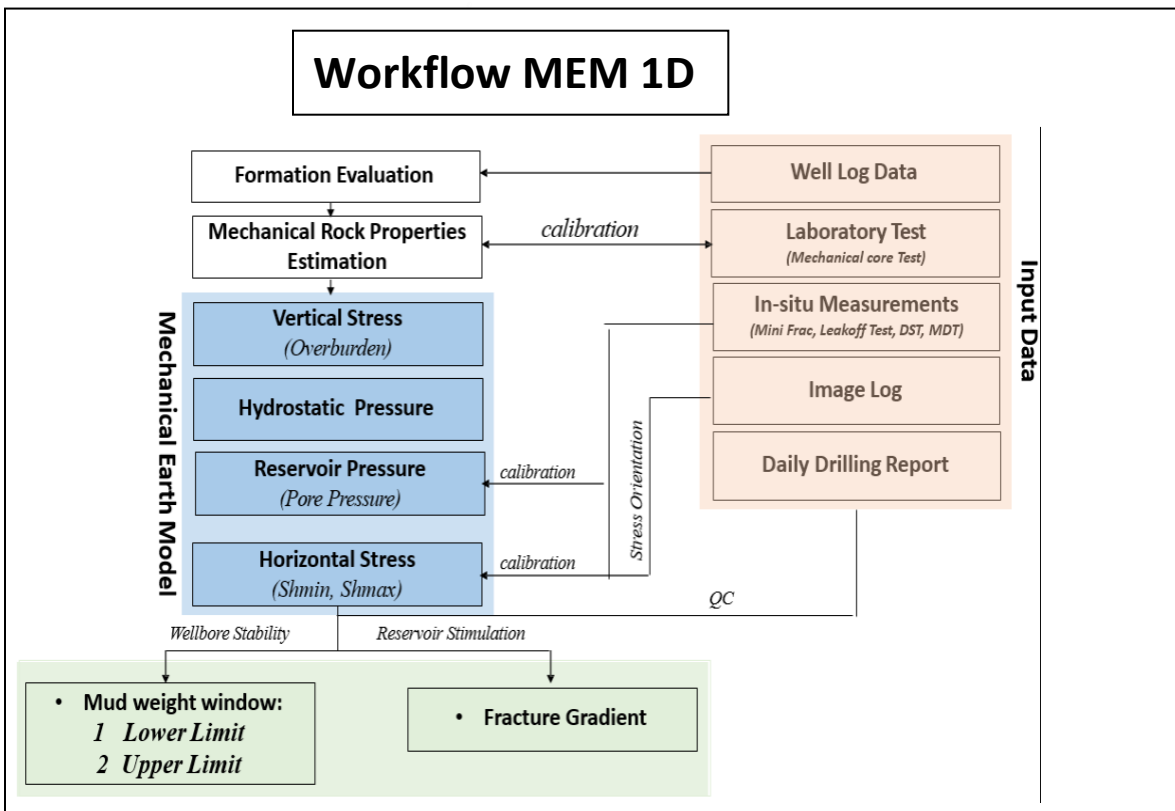 Workflow MEM 1D
Formation Evaluation
Mechanical Rock Properties
Estimation
calibration
Mechanical Earth Model
Vertical Stress
(Overburden)
Hydrostatic Pressure
Reservoir Pressure
(Pore Pressure)
calibration
Horizontal Stress
(Shmin, Shmax)
calibration
Stress Orientation
Well Log Data
Laboratory Test
(Mechanical core Test)
In-situ Measurements
(Mini Frac, Leakoff Test, DST, MDT)
Image Log
Daily Drilling Report
Input Data
QC
Wellbore Stability
Reservoir Stimulation
• Mud weight window:
1 Lower Limit
2 Upper Limit
• Fracture Gradient